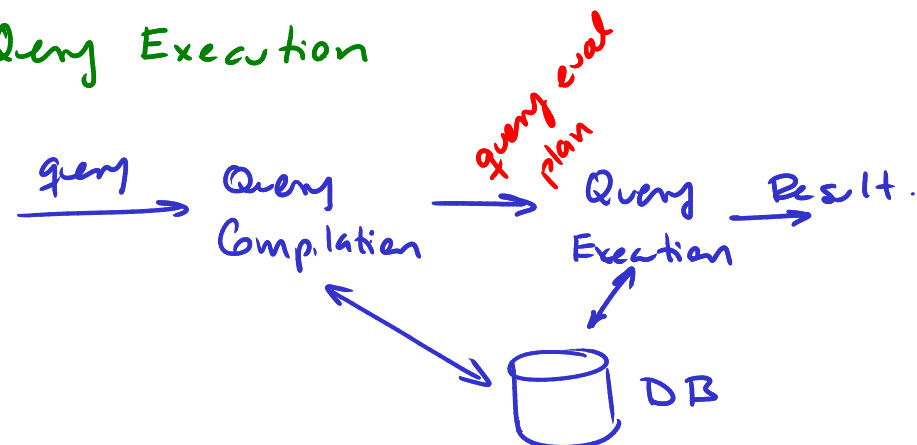 Query Execution
query eval
plan
query
Query
Compilation
Query
Execution
Result.
DB